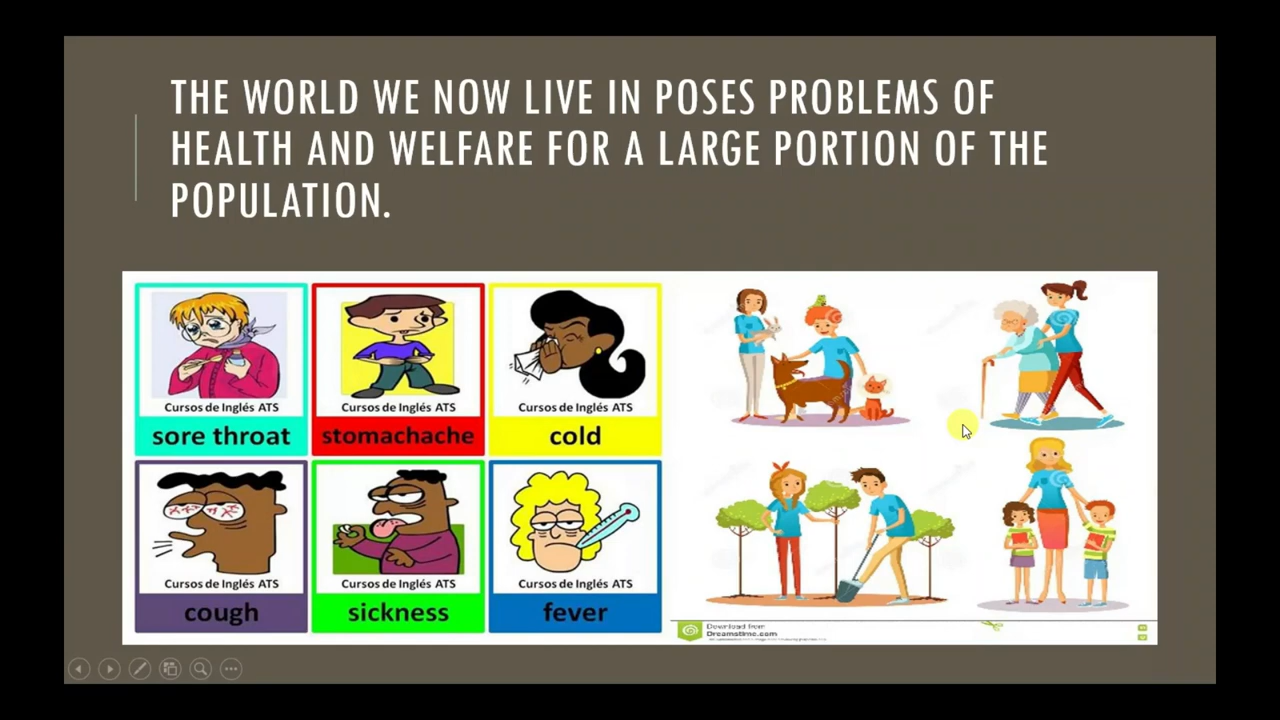 THE WORLD WE NOW LIVE IN POSES PROBLEMS OF
HEALTH AND WELFARE FOR A LARGE PORTION OF THE
POPULATION.
Cursos de Inglés ATS
sore throat
Cursos de Inglés ATS
stomachache
Cursos de Inglés ATS
cold
Cursos de Inglés ATS
cough
Cursos de Inglés ATS
sickness
Cursos de Inglés ATS
fever
Download from
Dreamstime.com